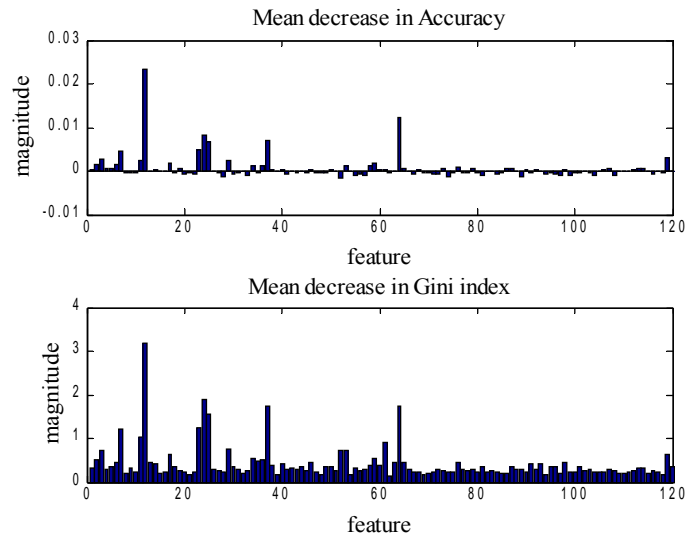 Mean decrease in Accuracy
0.03
0.02
0.01
0
-0.01
magnitude
0 20 40 60 80 100 120
feature
Mean decrease in Gini index
4
3
2
1
0
magnitude
0 20 40 60 80 100 120
feature